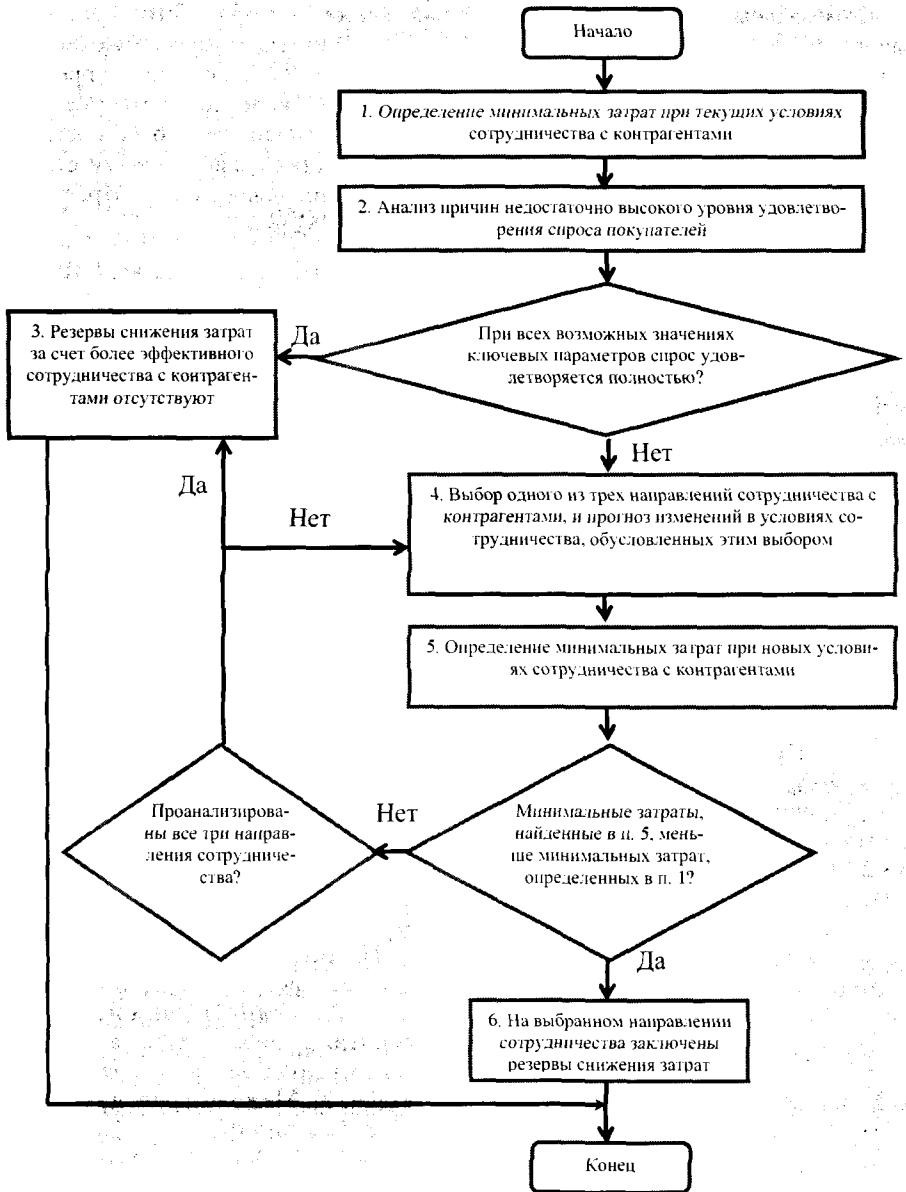 Начало
1. Определение минимальных затрат при текущих условиях
сотрудничества с контрагентами
2. Анализ причин недостаточно высокого уровня удовлетво-
рения спроса покупателей
При всех возможных значениях
ключевых параметров спрос удов-
летворяется полностью?
Да
3. Резервы снижения затрат
за счет более эффективного
сотрудничества с контраген-
тами отсутствуют
Нет
4. Выбор одного из трех направлений сотрудничества с
контрагентами, и прогноз изменений в условиях со-
трудничества, обусловленных этим выбором
Да
Нет
5. Определение минимальных затрат при новых услови-
ях сотрудничества с контрагентами
Минимальные затраты,
найденные в п. 5, мень-
ше минимальных затрат,
определенных в п. 1?
Нет
Проанализирова-
ны все три направ-
ления сотрудниче-
ства?
Да
6. На выбранном направлении
сотрудничества заключены
резервы снижения затрат
Конец